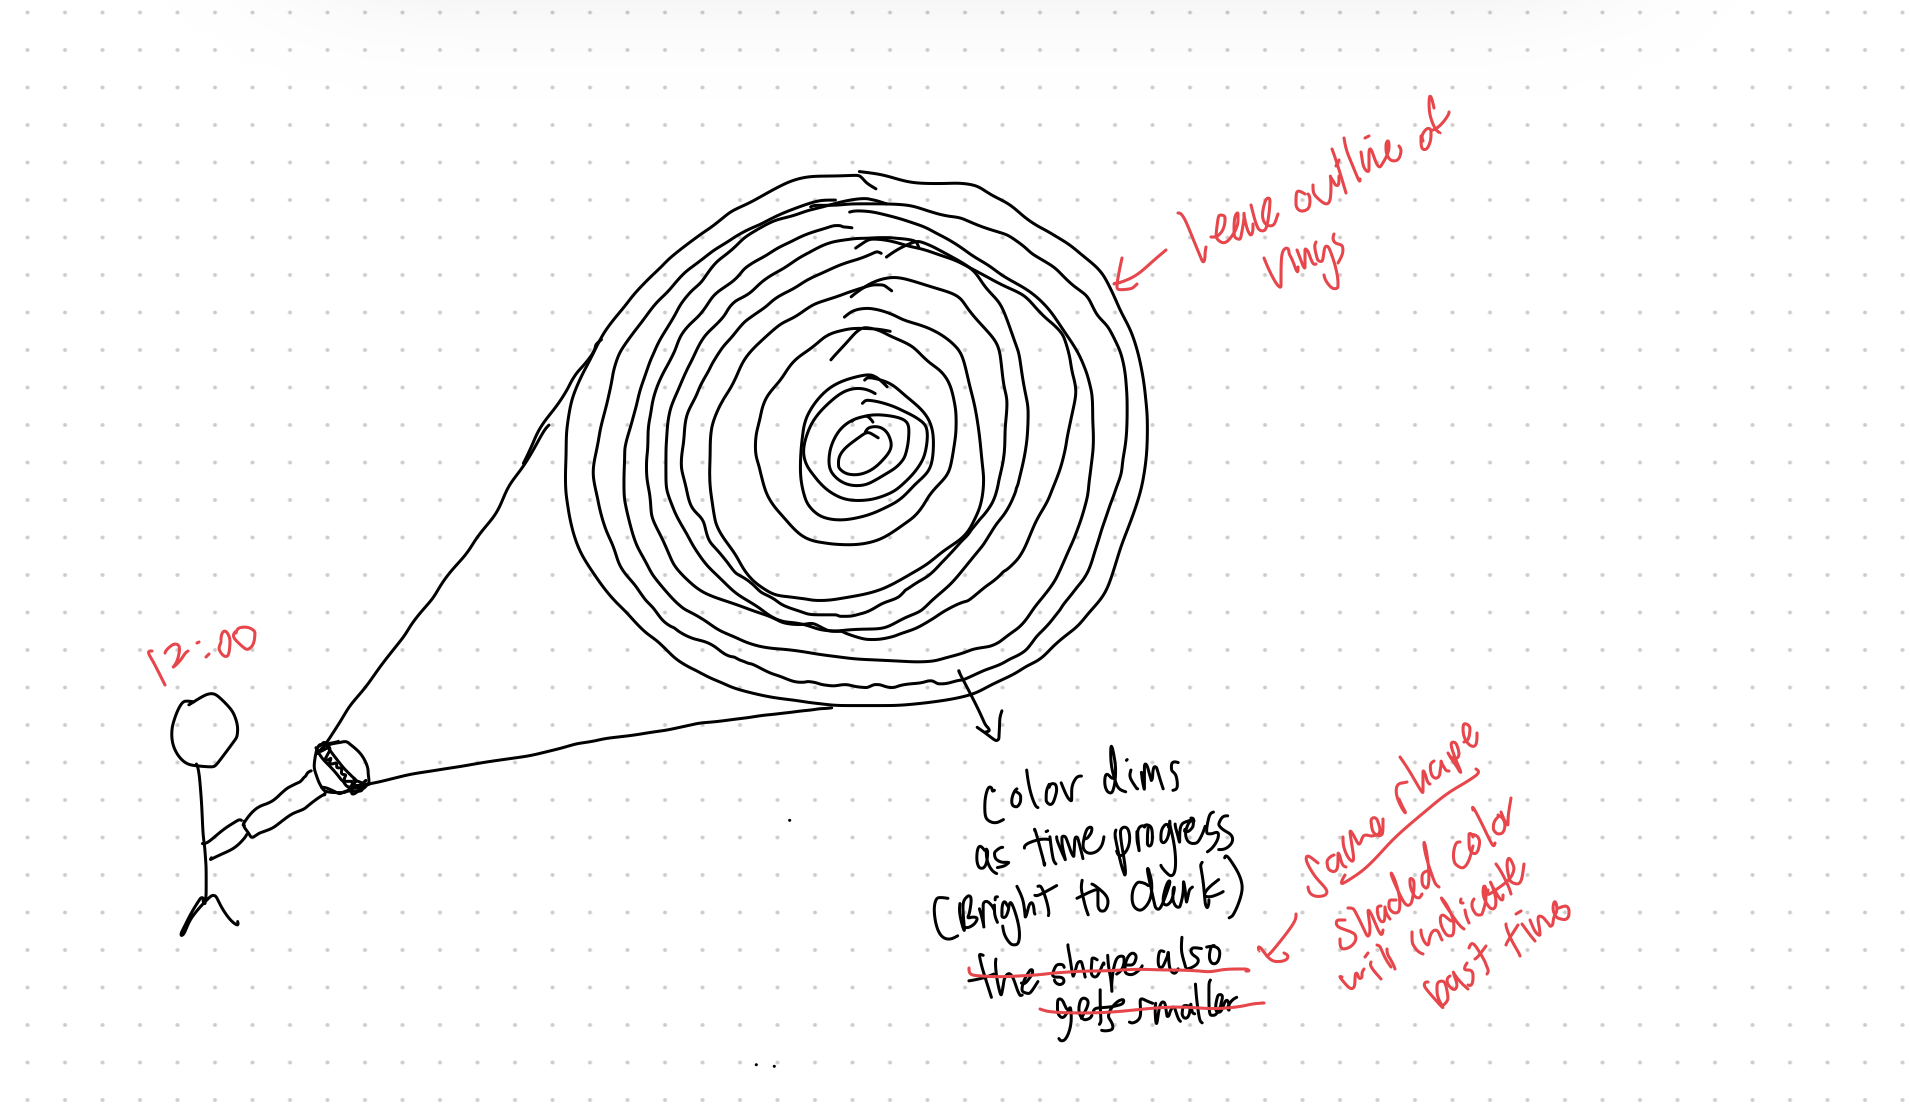 Leave outline of
rings
12:00
Color dims
as time progress
(Bright to dark)
the shape also
gets smaller
same shape
shaded color
will indicate
past time